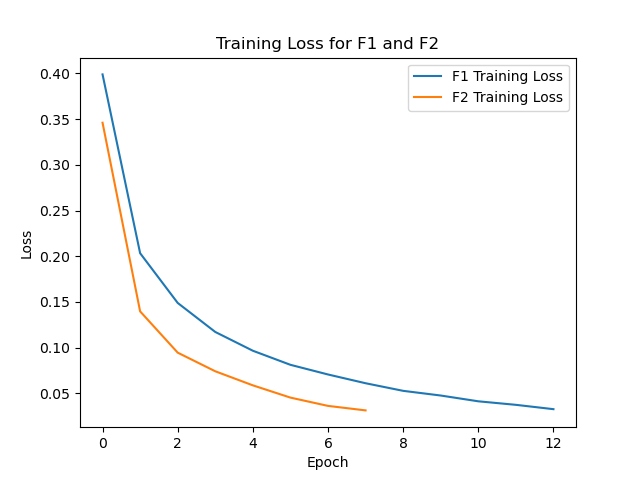 Training Loss for F1 and F2
F1 Training Loss
F2 Training Loss
0.40
0.35
0.30
0.25
0.20
0.15
0.10
0.05
Loss
0 2 4 6 8 10 12
Epoch